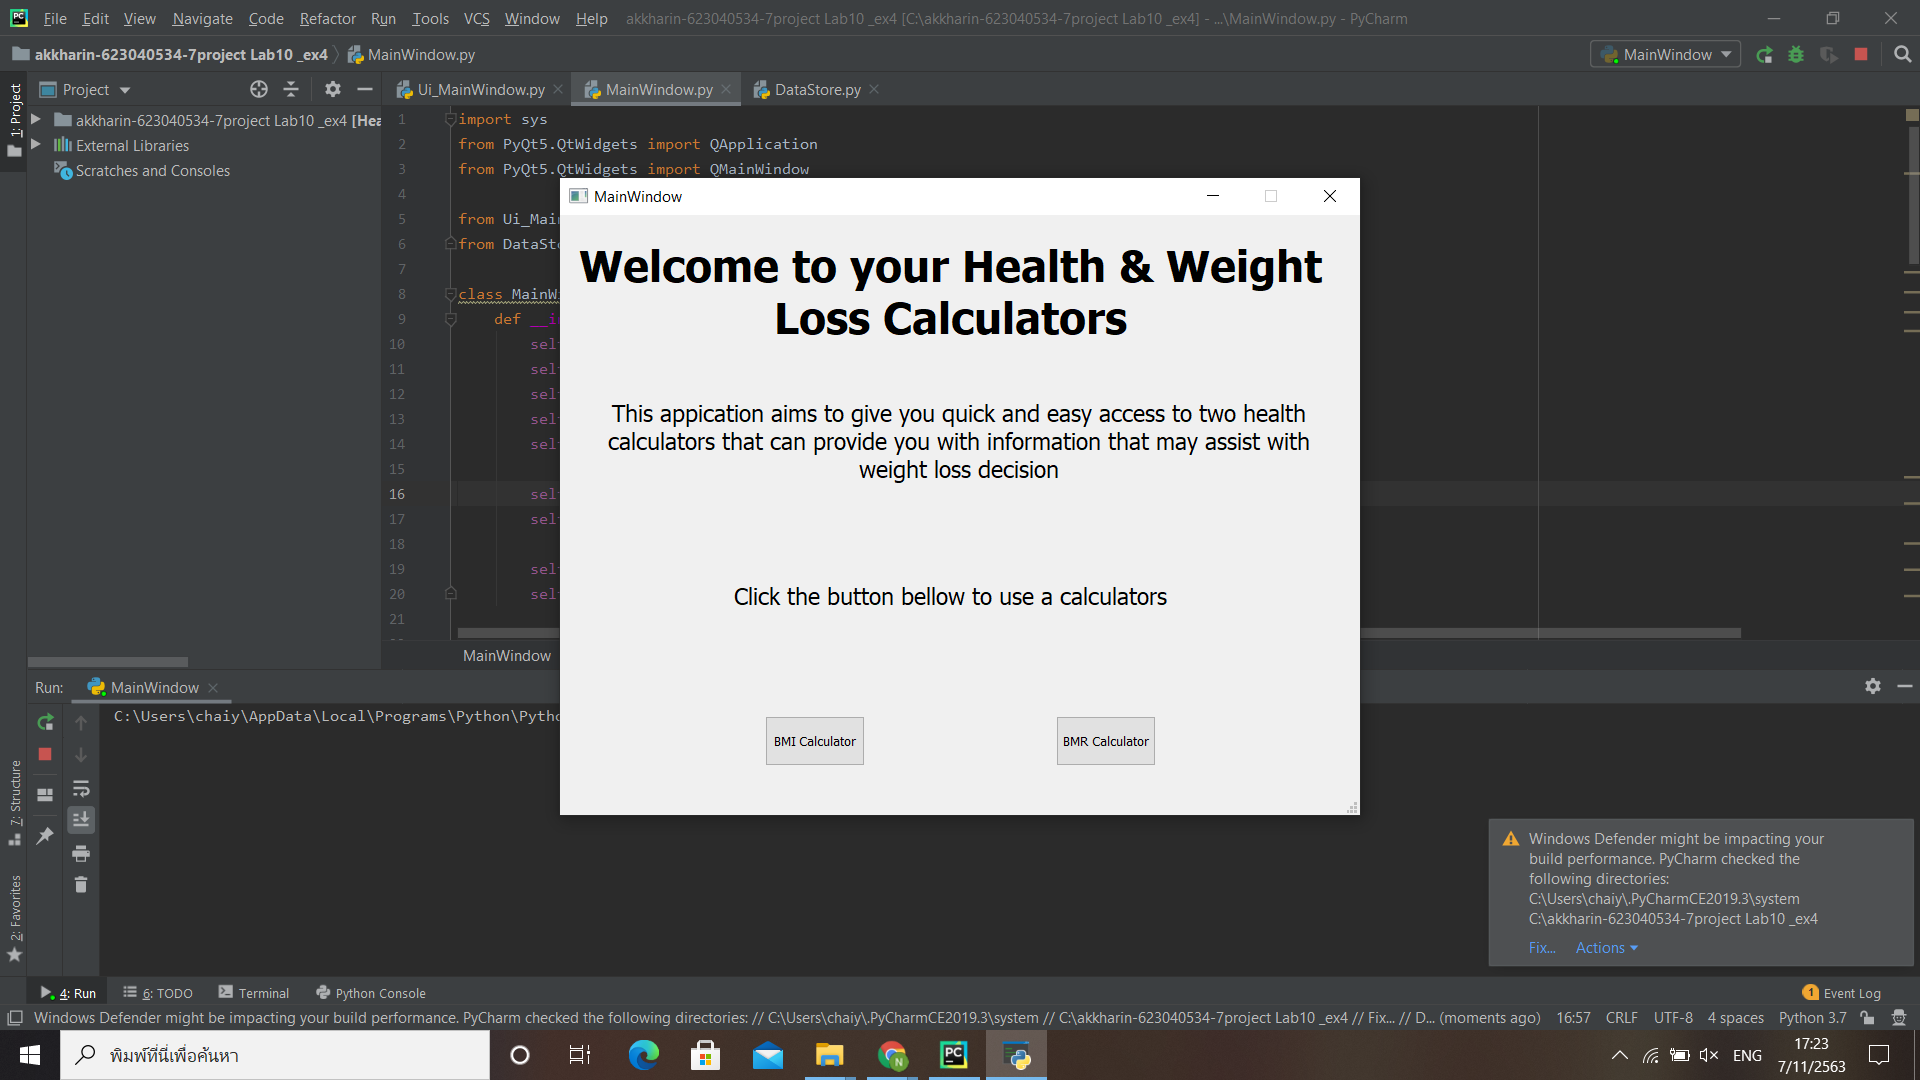 File Edit View Navigate Code Refactor Run Tools VCS Window Help akkharin-623040534-7project Lab10 _ex4 [C:\akkharin-623040534-7project Lab10 _ex4] - ...\MainWindow.py - PyCharm
akkharin-623040534-7project Lab10 _ex4 MainWindow.py MainWindow
Project Ui_MainWindow.py MainWindow.py DataStore.py
1: Project
akkharin-623040534-7project Lab10 _ex4 [Hea
External Libraries
Scratches and Consoles
1 import sys
2 from PyQt5.QtWidgets import QApplication
3 from PyQt5.QtWidgets import QMainWindow
4
5 from Ui_Mai
6 from DataSt
7
8 class MainW
9 def __i
10 sel
11 sel
12 sel
13 sel
14 sel
15
16 sel
17 sel
18
19 sel
20 sel
21
MainWindow
MainWindow
Welcome to your Health & Weight
Loss Calculators
This appication aims to give you quick and easy access to two health
calculators that can provide you with information that may assist with
weight loss decision
Click the button bellow to use a calculators
BMI Calculator BMR Calculator
Run: MainWindow
C:\Users\chaiy\AppData\Local\Programs\Python\Pytho
7: Structure
2: Favorites
Windows Defender might be impacting your
build performance. PyCharm checked the
following directories:
C:\Users\chaiy\.PyCharmCE2019.3\system
C:\akkharin-623040534-7project Lab10 _ex4
Fix... Actions
4: Run 6: TODO Terminal Python Console 1 Event Log
Windows Defender might be impacting your build performance. PyCharm checked the following directories: // C:\Users\chaiy\.PyCharmCE2019.3\system // C:\akkharin-623040534-7project Lab10 _ex4 // Fix... // D... (moments ago) 16:57 CRLF UTF-8 4 spaces Python 3.7
พิมพ์ที่นี่เพื่อค้นหา
ENG
17:23
7/11/2563